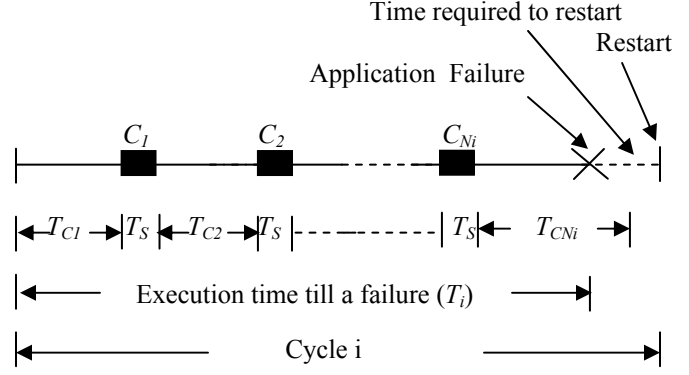 Time required to restart
Restart
Application Failure
C1 C2 CNi
TC1 TS TC2 TS TS TCNi
Execution time till a failure (Ti)
Cycle i